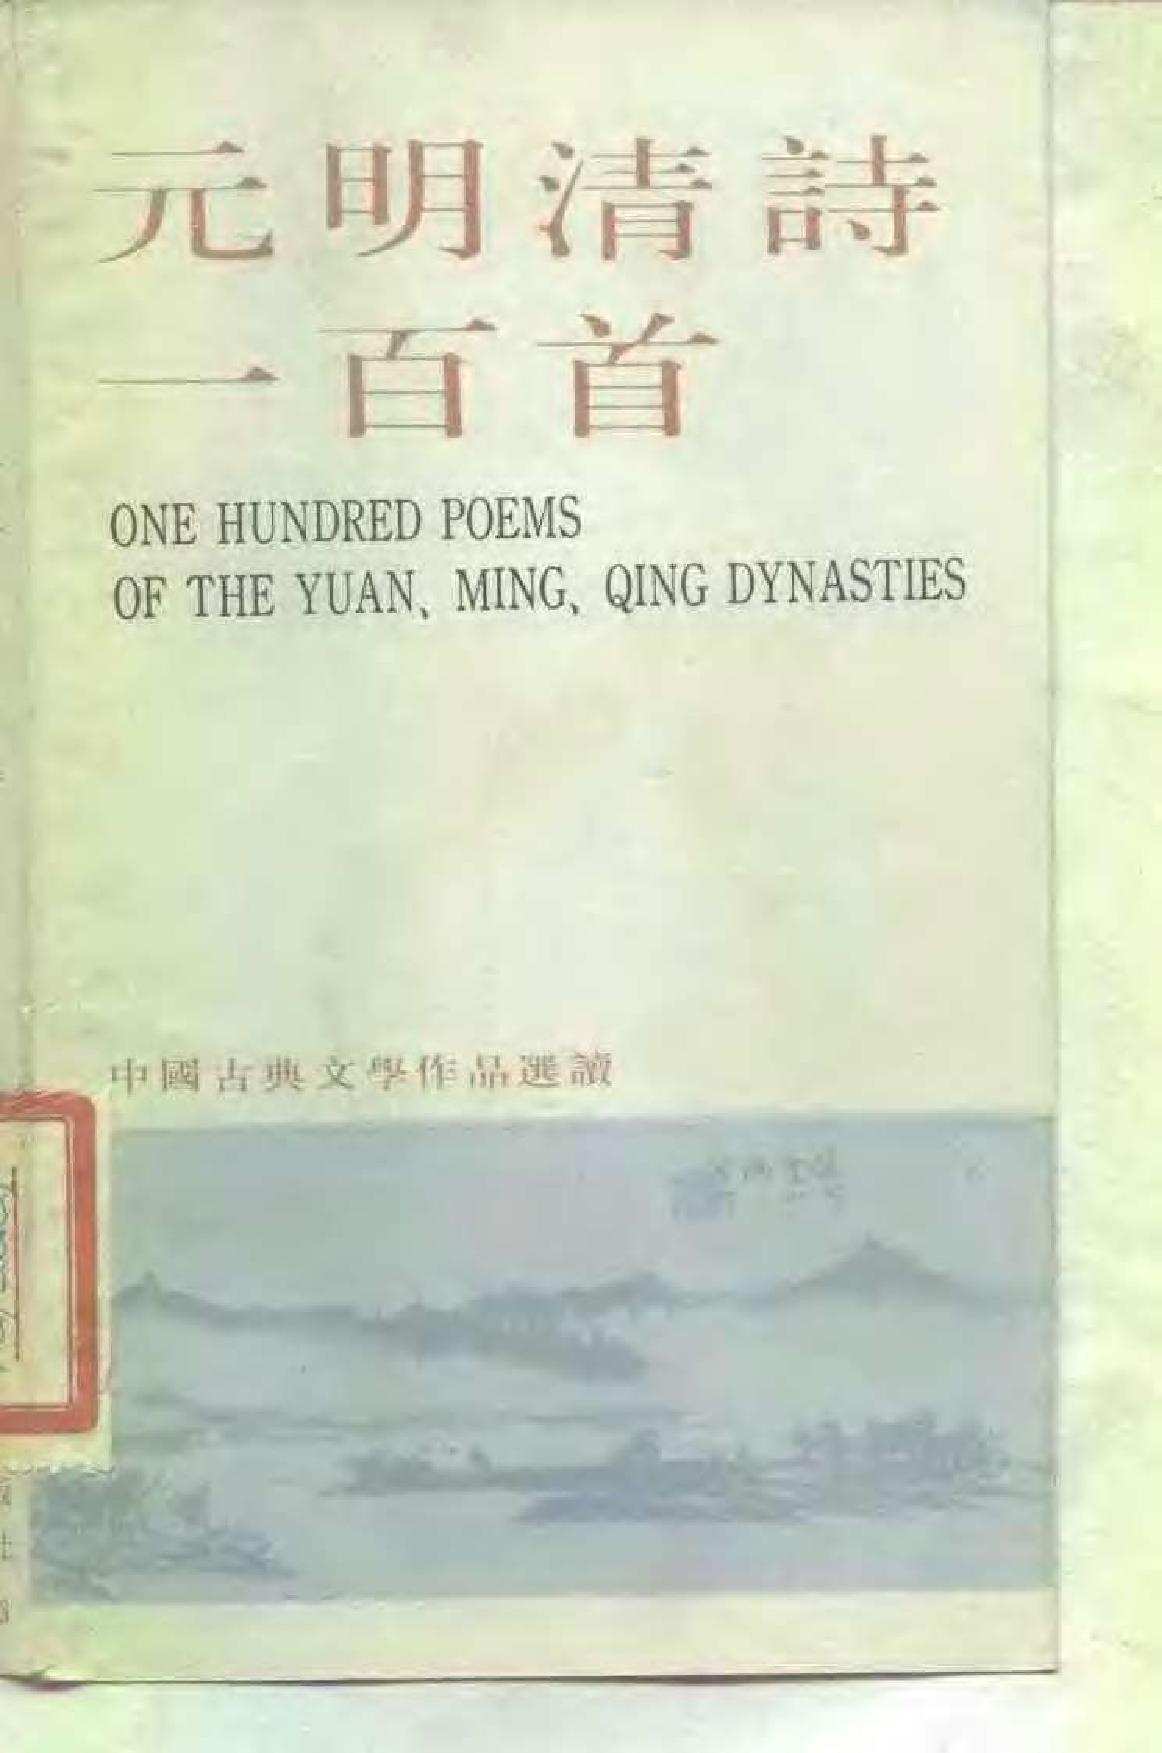 元明清詩
一百首
ONE HUNDRED POEMS
OF THE YUAN、MING、QING DYNASTIES
中國古典文學作品選讀